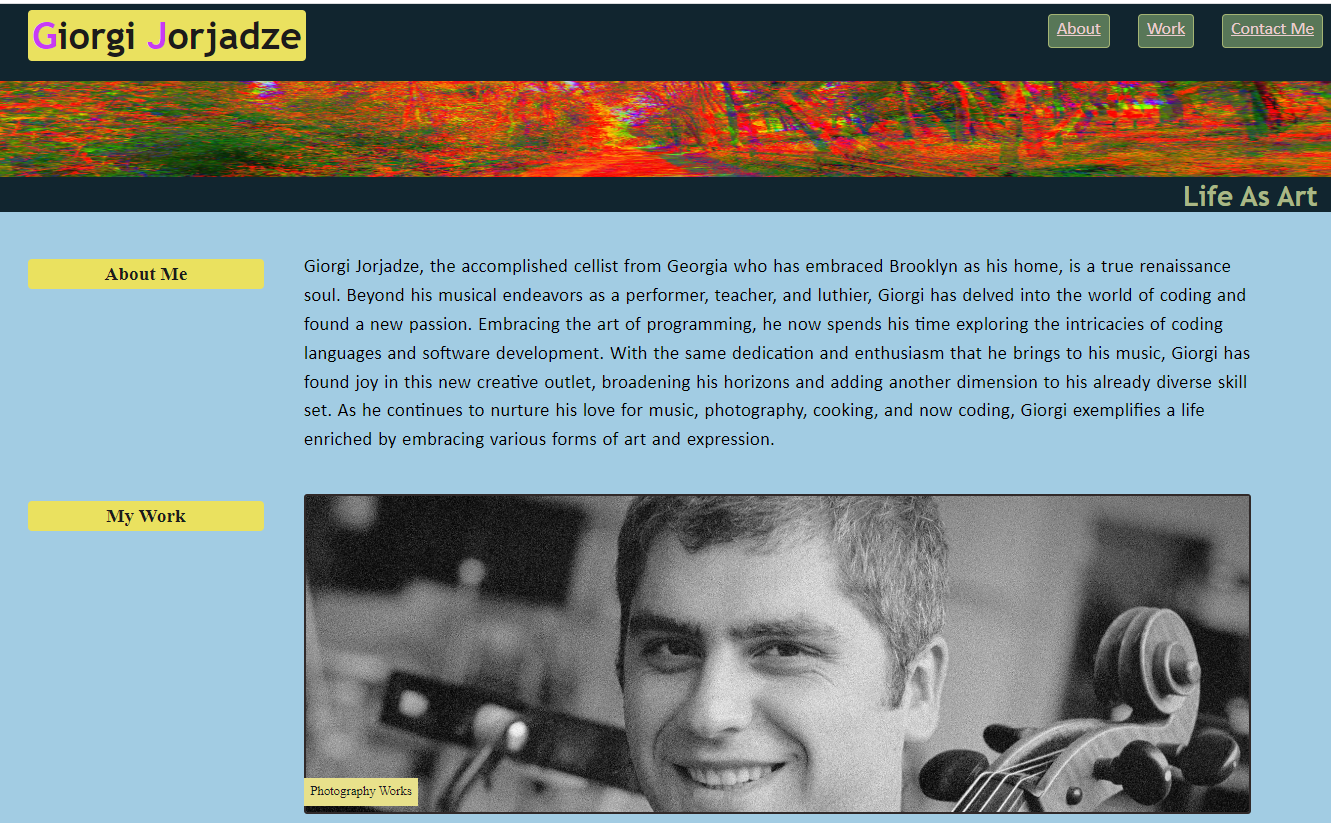 Giorgi Jorjadze
About Work Contact Me
Life As Art
About Me
Giorgi Jorjadze, the accomplished cellist from Georgia who has embraced Brooklyn as his home, is a true renaissance
soul. Beyond his musical endeavors as a performer, teacher, and luthier, Giorgi has delved into the world of coding and
found a new passion. Embracing the art of programming, he now spends his time exploring the intricacies of coding
languages and software development. With the same dedication and enthusiasm that he brings to his music, Giorgi has
found joy in this new creative outlet, broadening his horizons and adding another dimension to his already diverse skill
set. As he continues to nurture his love for music, photography, cooking, and now coding, Giorgi exemplifies a life
enriched by embracing various forms of art and expression.
My Work
Photography Works